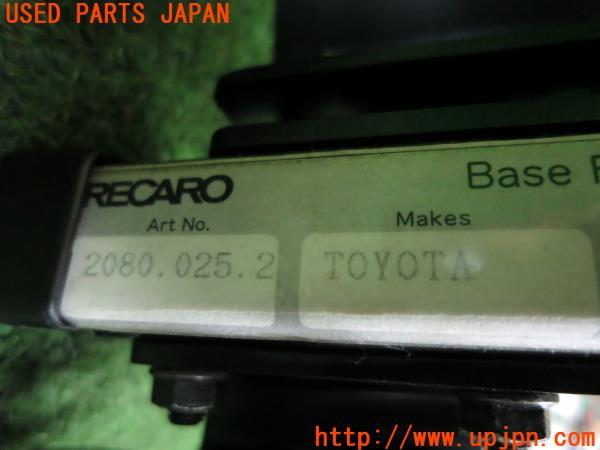 USED PARTS JAPAN
RECARO
Base
Art No.
Makes
2080.025.2
TOYOTA
http://www.upjpn.com/